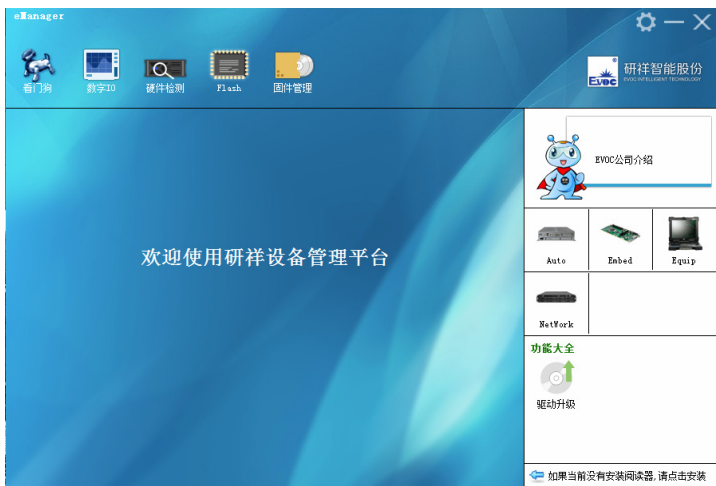 eManager
看门狗
数字IO
硬件检测
Flash
固件管理
Evoc
研祥智能股份
EVOC INTELLIGENT TECHNOLOGY
EVOC公司介绍
欢迎使用研祥设备管理平台
Auto
Embed
Equip
NetWork
功能大全
驱动升级
如果当前没有安装阅读器,请点击安装